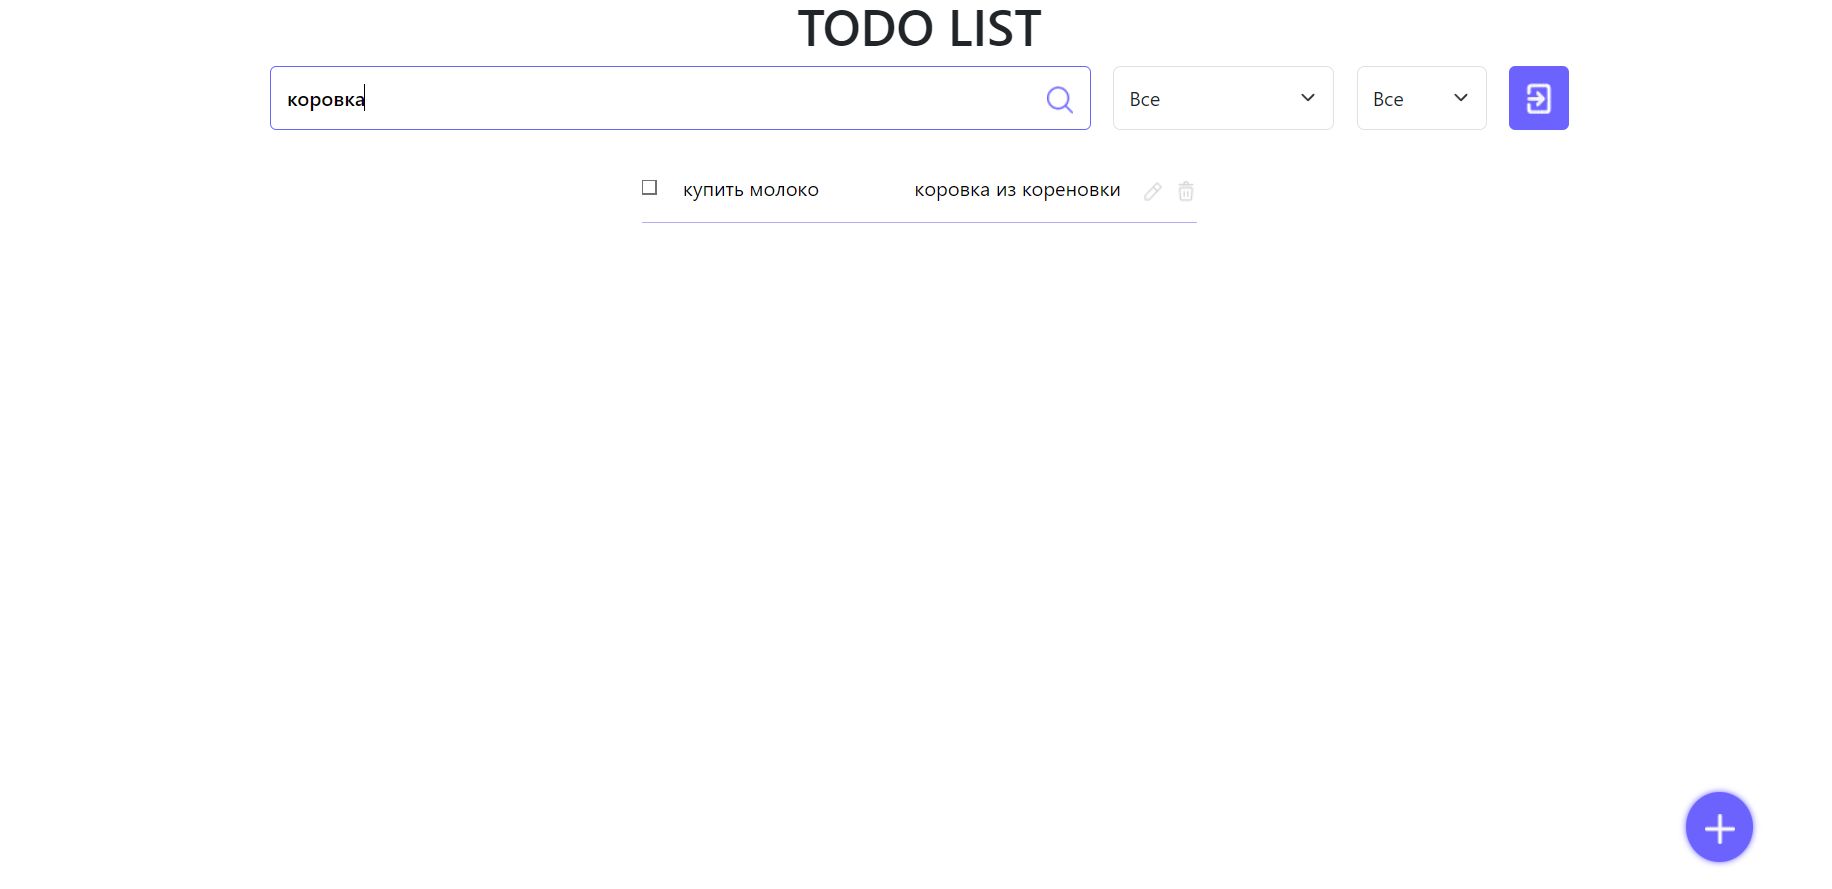 TODO LIST
коровка
Все
Все
купить молоко
коровка из кореновки